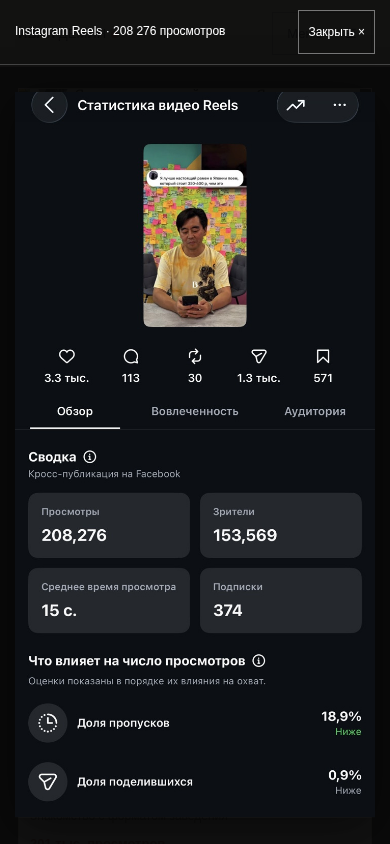 Instagram Reels · 208 276 просмотров
Закрыть ×
Статистика видео Reels
3.3 тыс.
113
30
1.3 тыс.
571
Обзор
Вовлеченность
Аудитория
Сводка
Кросс-публикация на Facebook
Просмотры
208,276
Зрители
153,569
Среднее время просмотра
15 с.
Подписки
374
Что влияет на число просмотров
Оценки показаны в порядке их влияния на охват.
Доля пропусков
18,9%
Ниже
Доля поделившихся
0,9%
Ниже